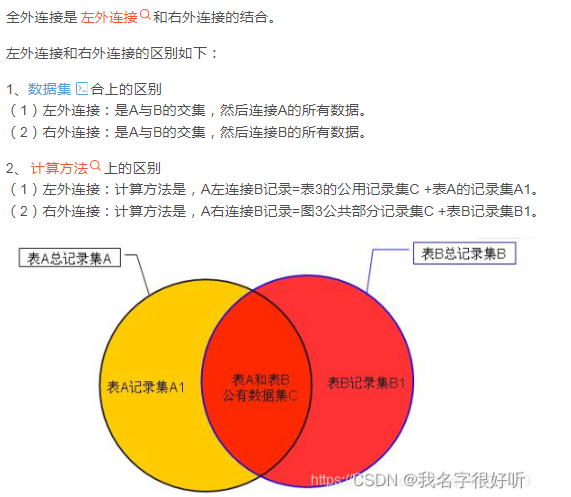 全外连接是 左外连接 和右外连接的结合。
左外连接和右外连接的区别如下：
1、数据集 合上的区别
（1）左外连接：是A与B的交集，然后连接A的所有数据。
（2）右外连接：是A与B的交集，然后连接B的所有数据。
2、 计算方法 上的区别
（1）左外连接：计算方法是，A左连接B记录=表3的公用记录集C +表A的记录集A1。
（2）右外连接：计算方法是，A右连接B记录=图3公共部分记录集C +表B记录集B1。
表A总记录集A
表B总记录集B
表A记录集A1
表A和表B
公有数据集C
表B记录集B1
https://CSDN @我名字很好听